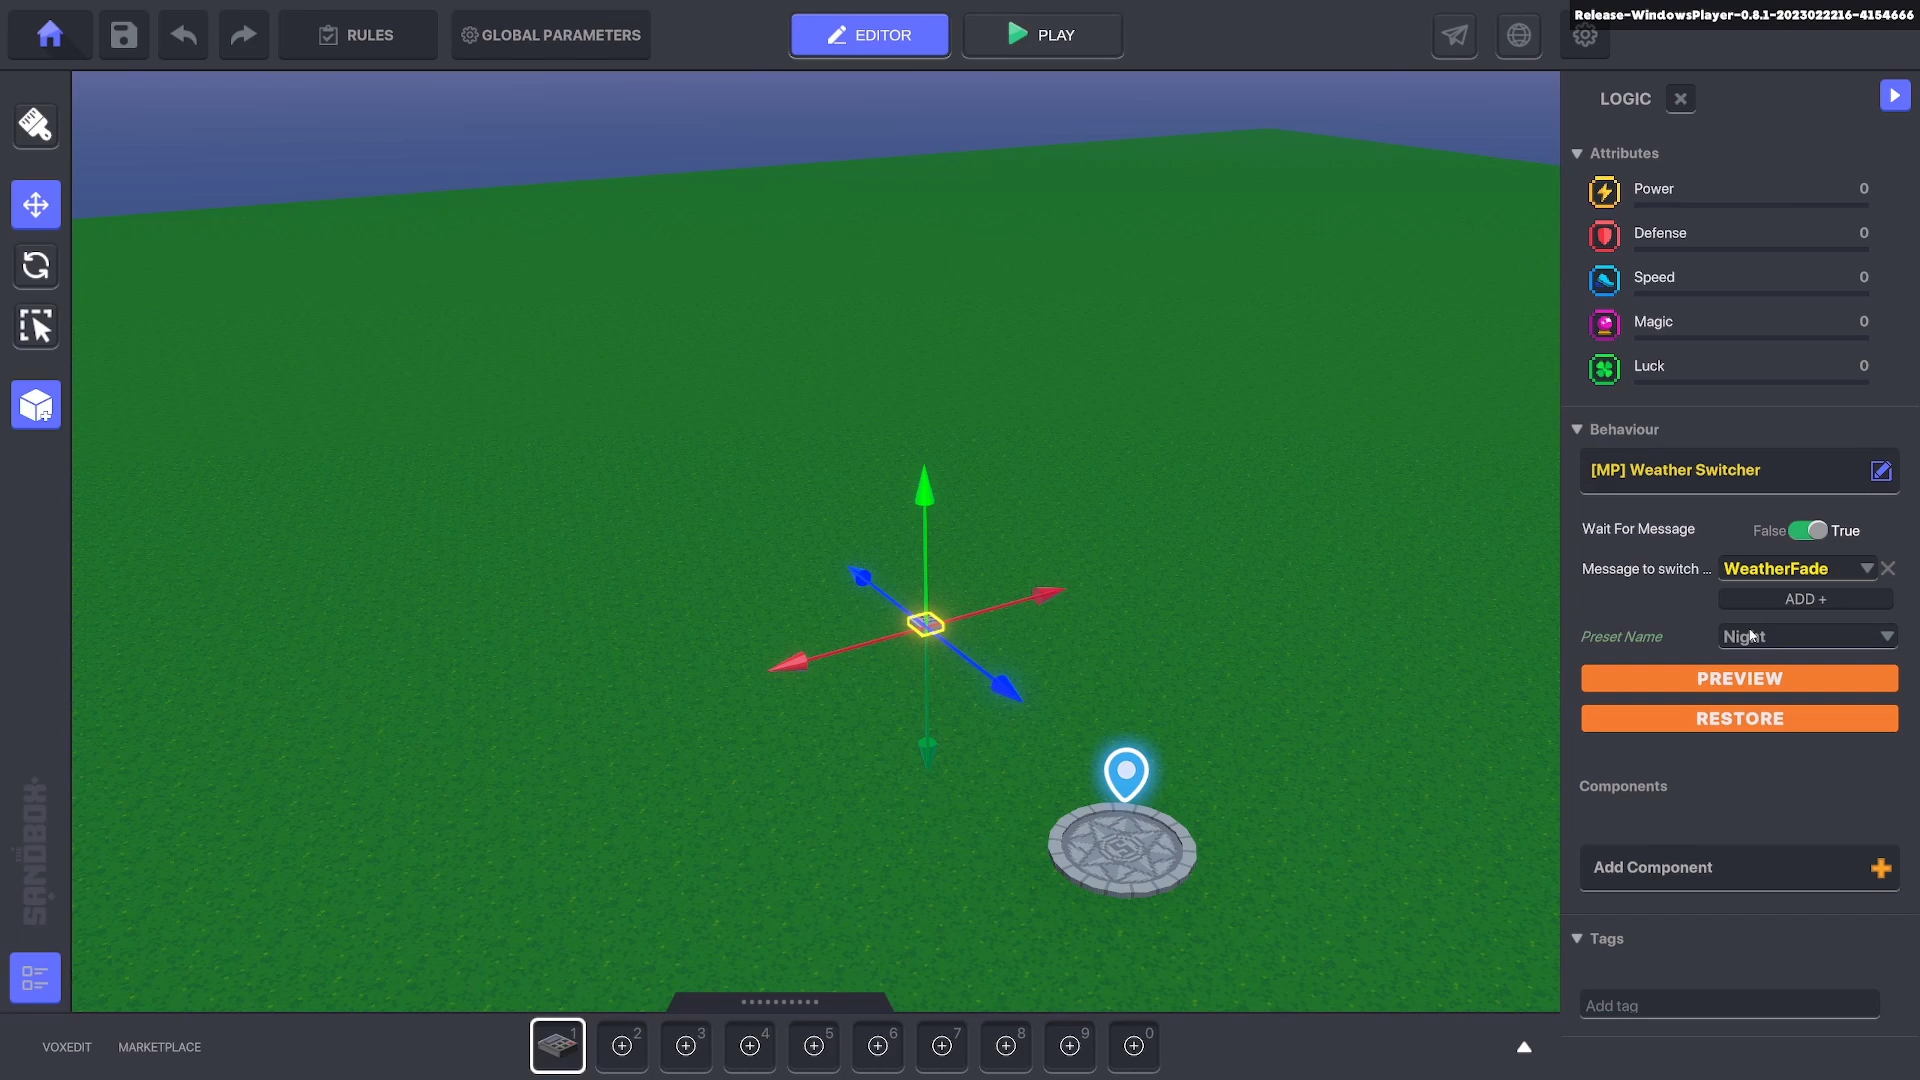 Release-WindowsPlayer-0.8.1-2023022216-4154666
RULES
GLOBAL PARAMETERS
EDITOR
PLAY
LOGIC
Attributes
Power 0
Defense 0
Speed 0
Magic 0
Luck 0
Behaviour
[MP] Weather Switcher
Wait For Message False True
Message to switch ... WeatherFade
ADD +
Preset Name Night
PREVIEW
RESTORE
Components
Add Component
Tags
Add tag
THE SANDBOX
VOXEDIT MARKETPLACE
1 2 3 4 5 6 7 8 9 0